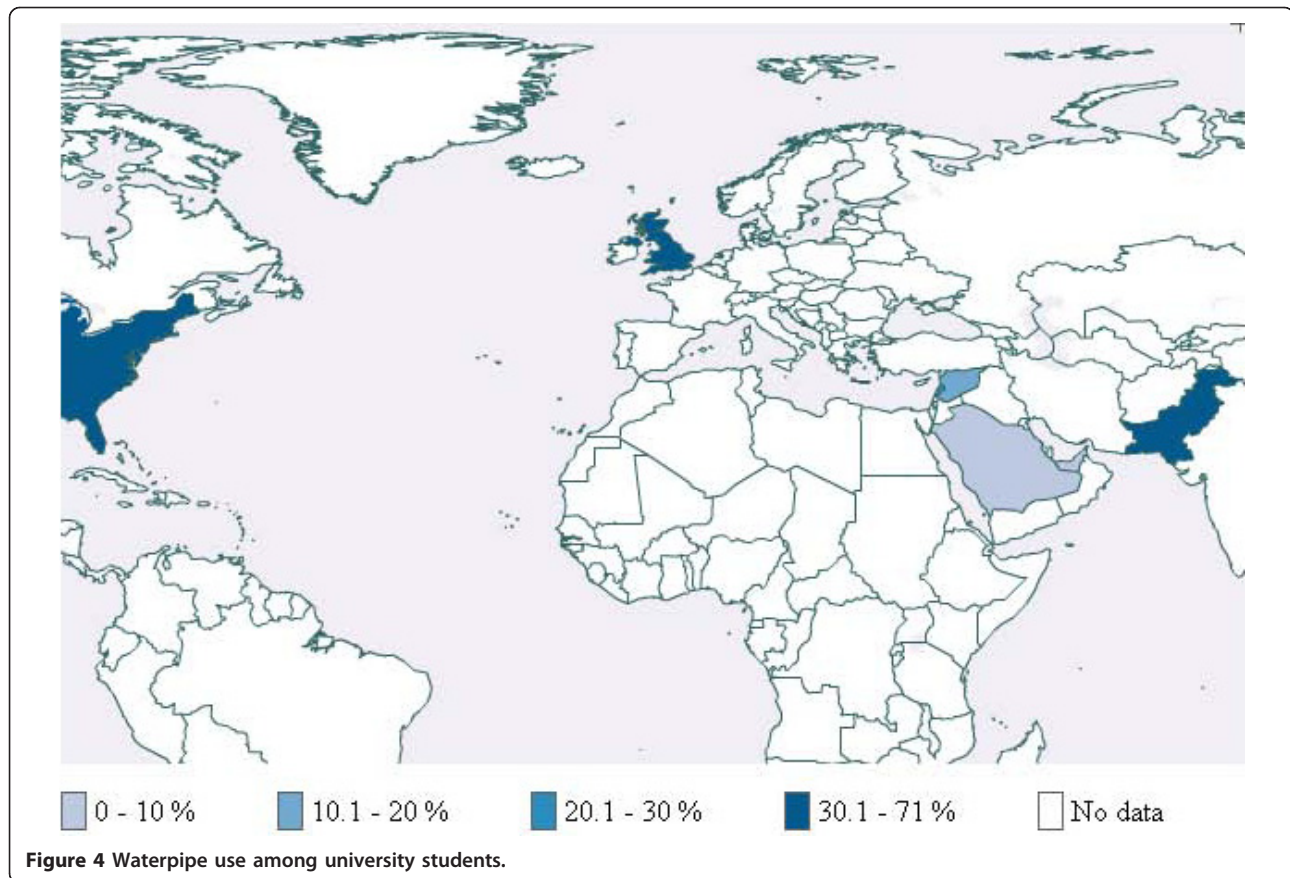 0 - 10 % 10.1 - 20 % 20.1 - 30 % 30.1 - 71 % No data
Figure 4 Waterpipe use among university students.